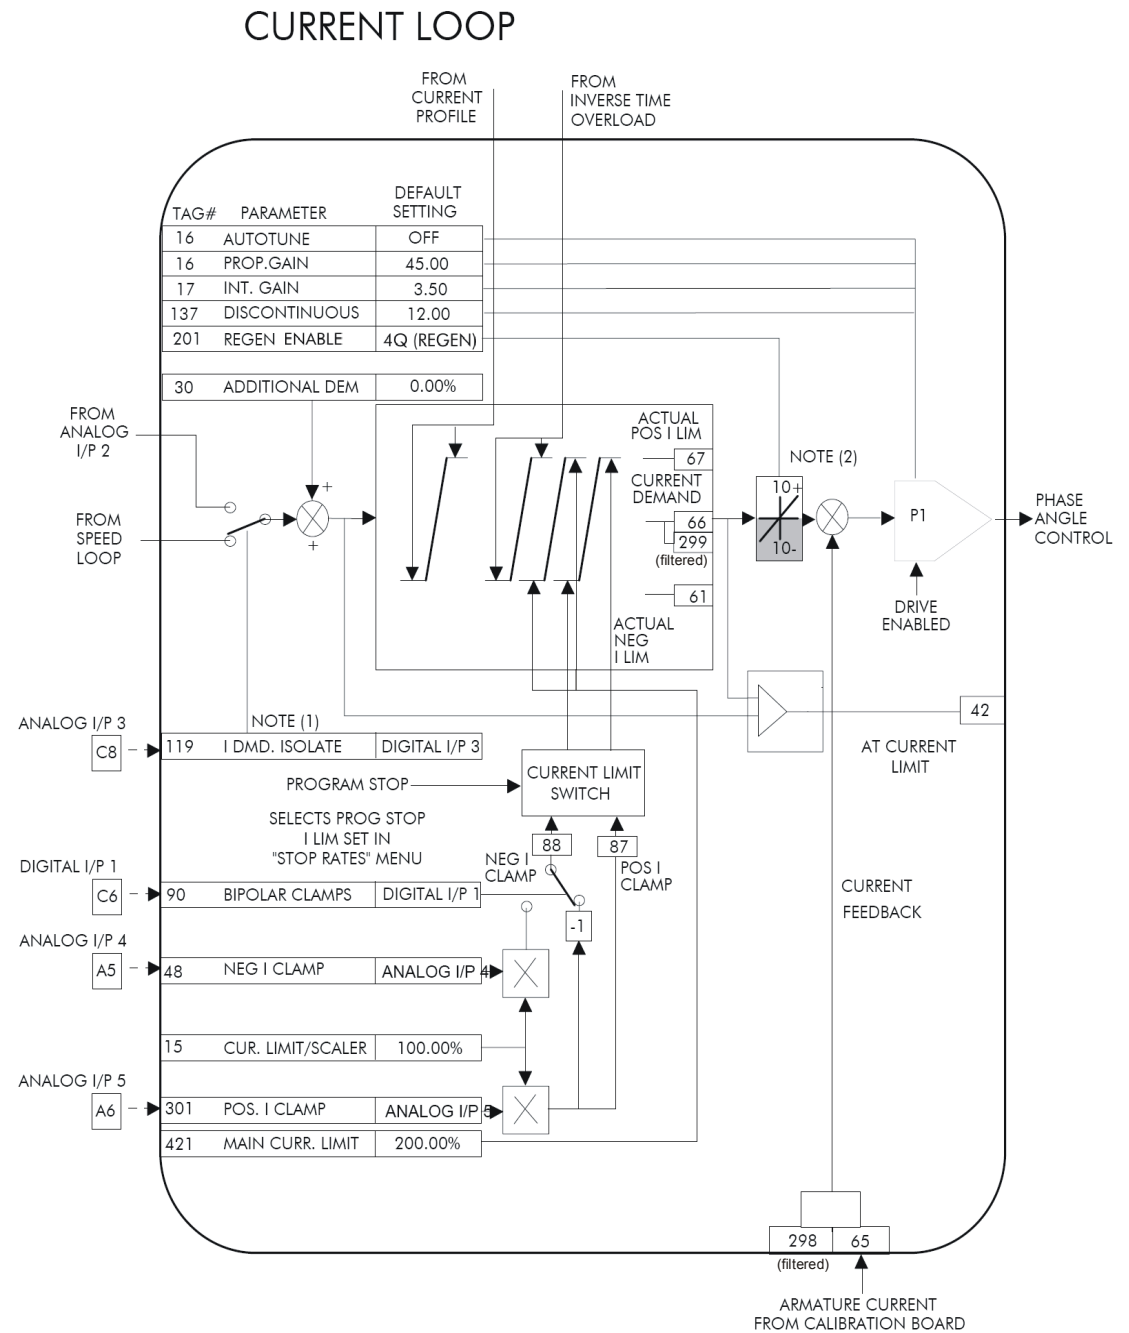 CURRENT LOOP
FROM
CURRENT
PROFILE
FROM
INVERSE TIME
OVERLOAD
TAG# PARAMETER DEFAULT
SETTING
16 AUTOTUNE OFF
16 PROP.GAIN 45.00
17 INT. GAIN 3.50
137 DISCONTINUOUS 12.00
201 REGEN ENABLE 4Q (REGEN)
30 ADDITIONAL DEM 0.00%
FROM
ANALOG
I/P 2
FROM
SPEED
LOOP
+
+
ACTUAL
POS I LIM
67
CURRENT
DEMAND
66
299
(filtered)
61
ACTUAL
NEG
I LIM
NOTE (2)
10+
10-
P1
PHASE
ANGLE
CONTROL
DRIVE
ENABLED
42
AT CURRENT
LIMIT
ANALOG I/P 3
C8
NOTE (1)
119 I DMD. ISOLATE DIGITAL I/P 3
PROGRAM STOP
CURRENT LIMIT
SWITCH
SELECTS PROG STOP
I LIM SET IN
"STOP RATES" MENU
88
87
NEG I
CLAMP
POS I
CLAMP
DIGITAL I/P 1
C6
90 BIPOLAR CLAMPS DIGITAL I/P 1
-1
CURRENT
FEEDBACK
ANALOG I/P 4
A5
48 NEG I CLAMP ANALOG I/P 4
15 CUR. LIMIT/SCALER 100.00%
ANALOG I/P 5
A6
301 POS. I CLAMP ANALOG I/P 5
421 MAIN CURR. LIMIT 200.00%
298 65
(filtered)
ARMATURE CURRENT
FROM CALIBRATION BOARD